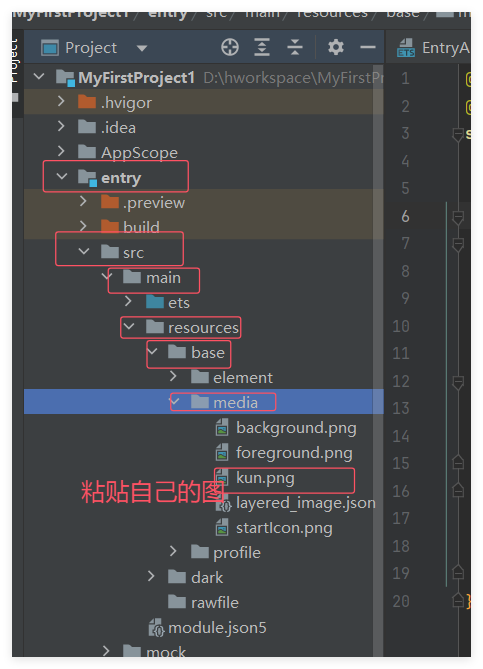 MyFirstProject1 › entry › src › main › resources › base ›
Project
Project
EntryA
MyFirstProject1 D:\hworkspace\MyFirstPr
.hvigor
.idea
AppScope
entry
.preview
build
src
main
ets
resources
base
element
media
background.png
foreground.png
kun.png
粘贴自己的图
layered_image.json
startIcon.png
profile
dark
rawfile
module.json5
mock
1
2
3
4
5
6
7
8
9
10
11
12
13
15
16
17
18
19
20